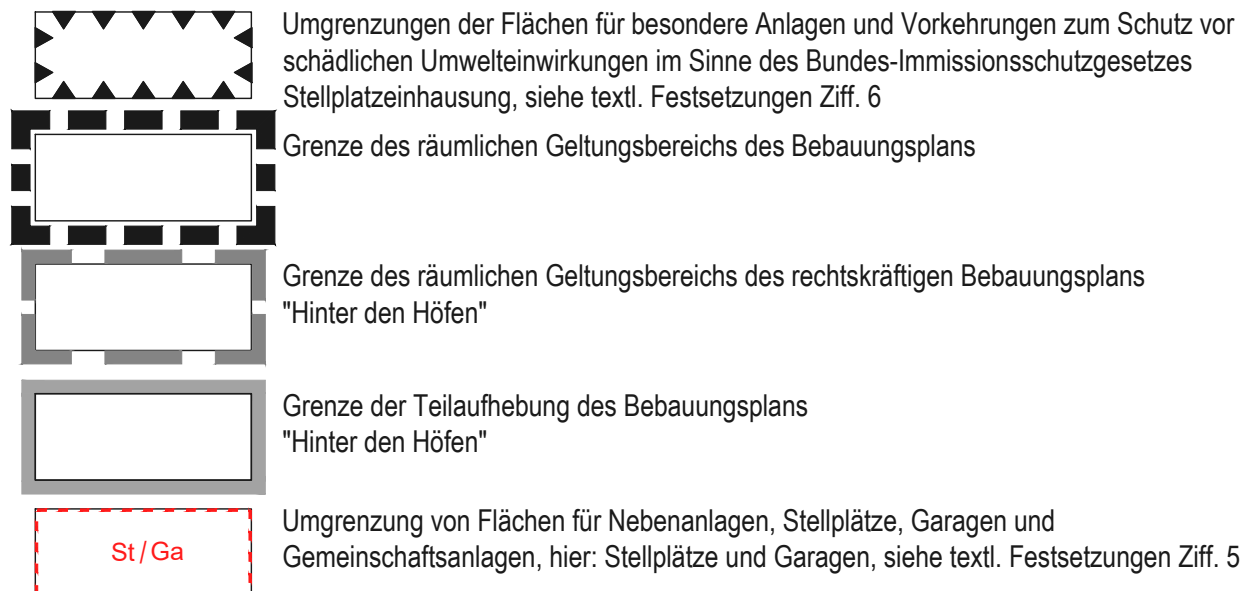 Umgrenzungen der Flächen für besondere Anlagen und Vorkehrungen zum Schutz vor
schädlichen Umwelteinwirkungen im Sinne des Bundes-Immissionsschutzgesetzes
Stellplatzeinhausung, siehe textl. Festsetzungen Ziff. 6
Grenze des räumlichen Geltungsbereichs des Bebauungsplans
Grenze des räumlichen Geltungsbereichs des rechtskräftigen Bebauungsplans
"Hinter den Höfen"
Grenze der Teilaufhebung des Bebauungsplans
"Hinter den Höfen"
St/Ga
Umgrenzung von Flächen für Nebenanlagen, Stellplätze, Garagen und
Gemeinschaftsanlagen, hier: Stellplätze und Garagen, siehe textl. Festsetzungen Ziff. 5